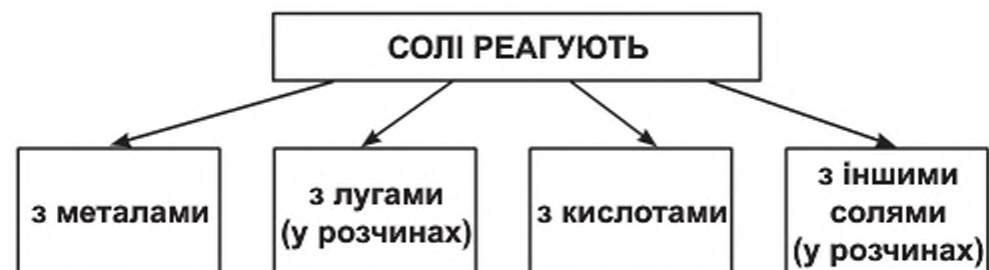 СОЛІ РЕАГУЮТЬ
з металами
з лугами
(у розчинах)
з кислотами
з іншими
солями
(у розчинах)